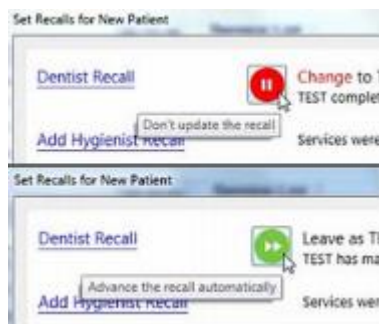 Set Recalls for New Patient
Dentist Recall
Change to
TEST complet
Don't update the recall
Add Hygienist Recall
Services were
Set Recalls for New Patient
Dentist Recall
Leave as
TEST has ma
Advance the recall automatically
Add Hygienist Recall
Services wer